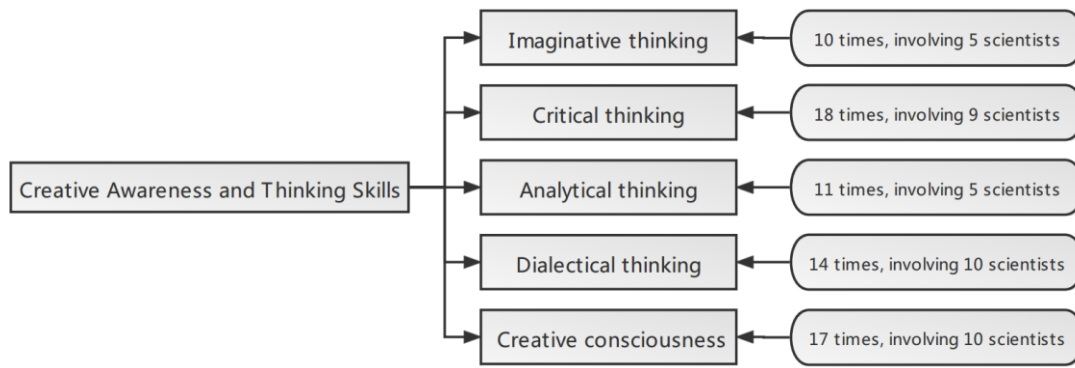 Imaginative thinking
10 times, involving 5 scientists
Critical thinking
18 times, involving 9 scientists
Creative Awareness and Thinking Skills
Analytical thinking
11 times, involving 5 scientists
Dialectical thinking
14 times, involving 10 scientists
Creative consciousness
17 times, involving 10 scientists